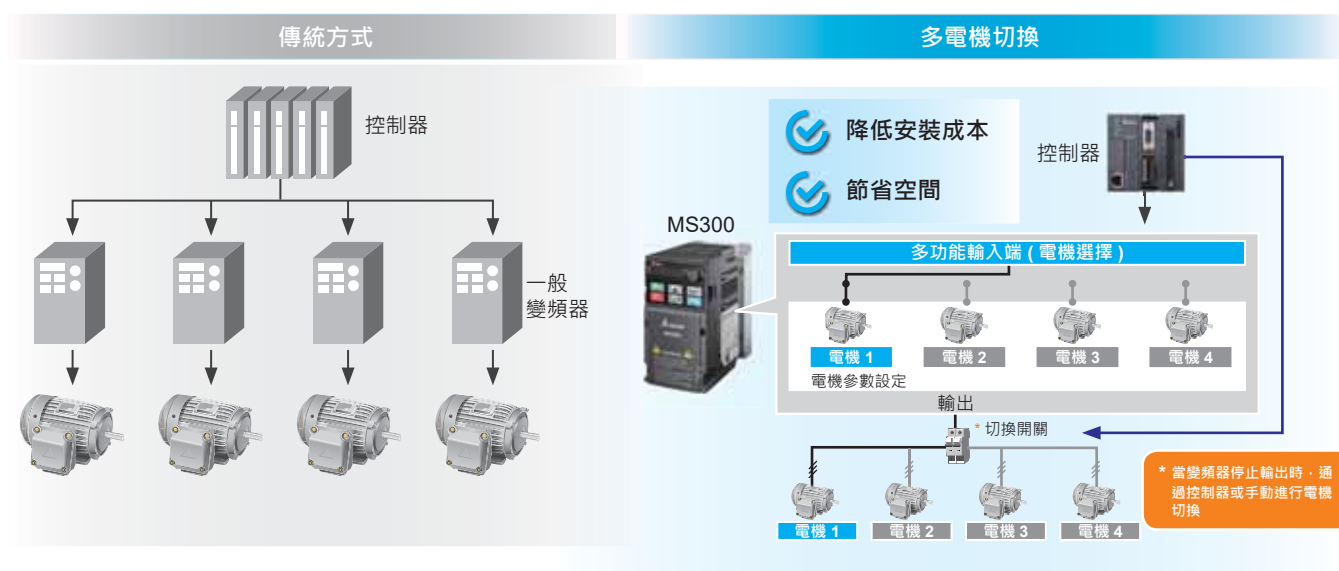 傳統方式
控制器
一般
變頻器
多電機切換
降低安裝成本
節省空間
控制器
MS300
多功能輸入端 ( 電機選擇 )
電機 1
電機 2
電機 3
電機 4
電機參數設定
輸出
* 切換開關
電機 1
電機 2
電機 3
電機 4
* 當變頻器停止輸出時，通
過控制器或手動進行電機
切換